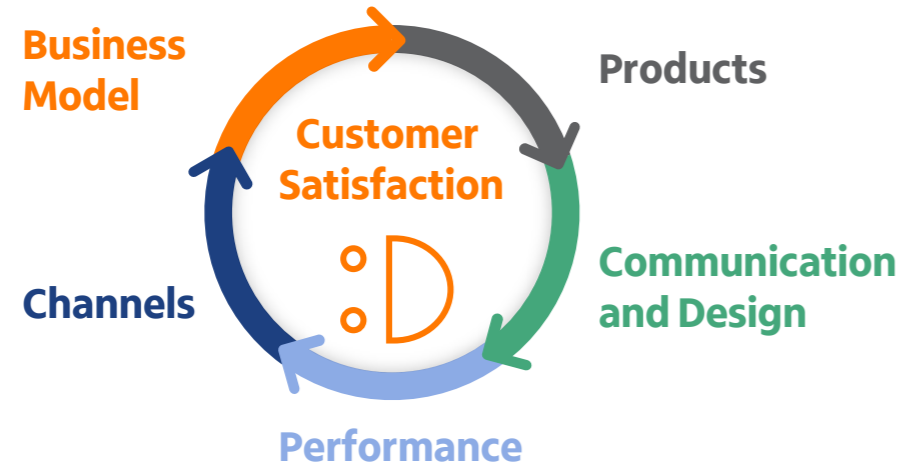 Business
Model
Products
Customer
Satisfaction
Communication
and Design
Channels
Performance